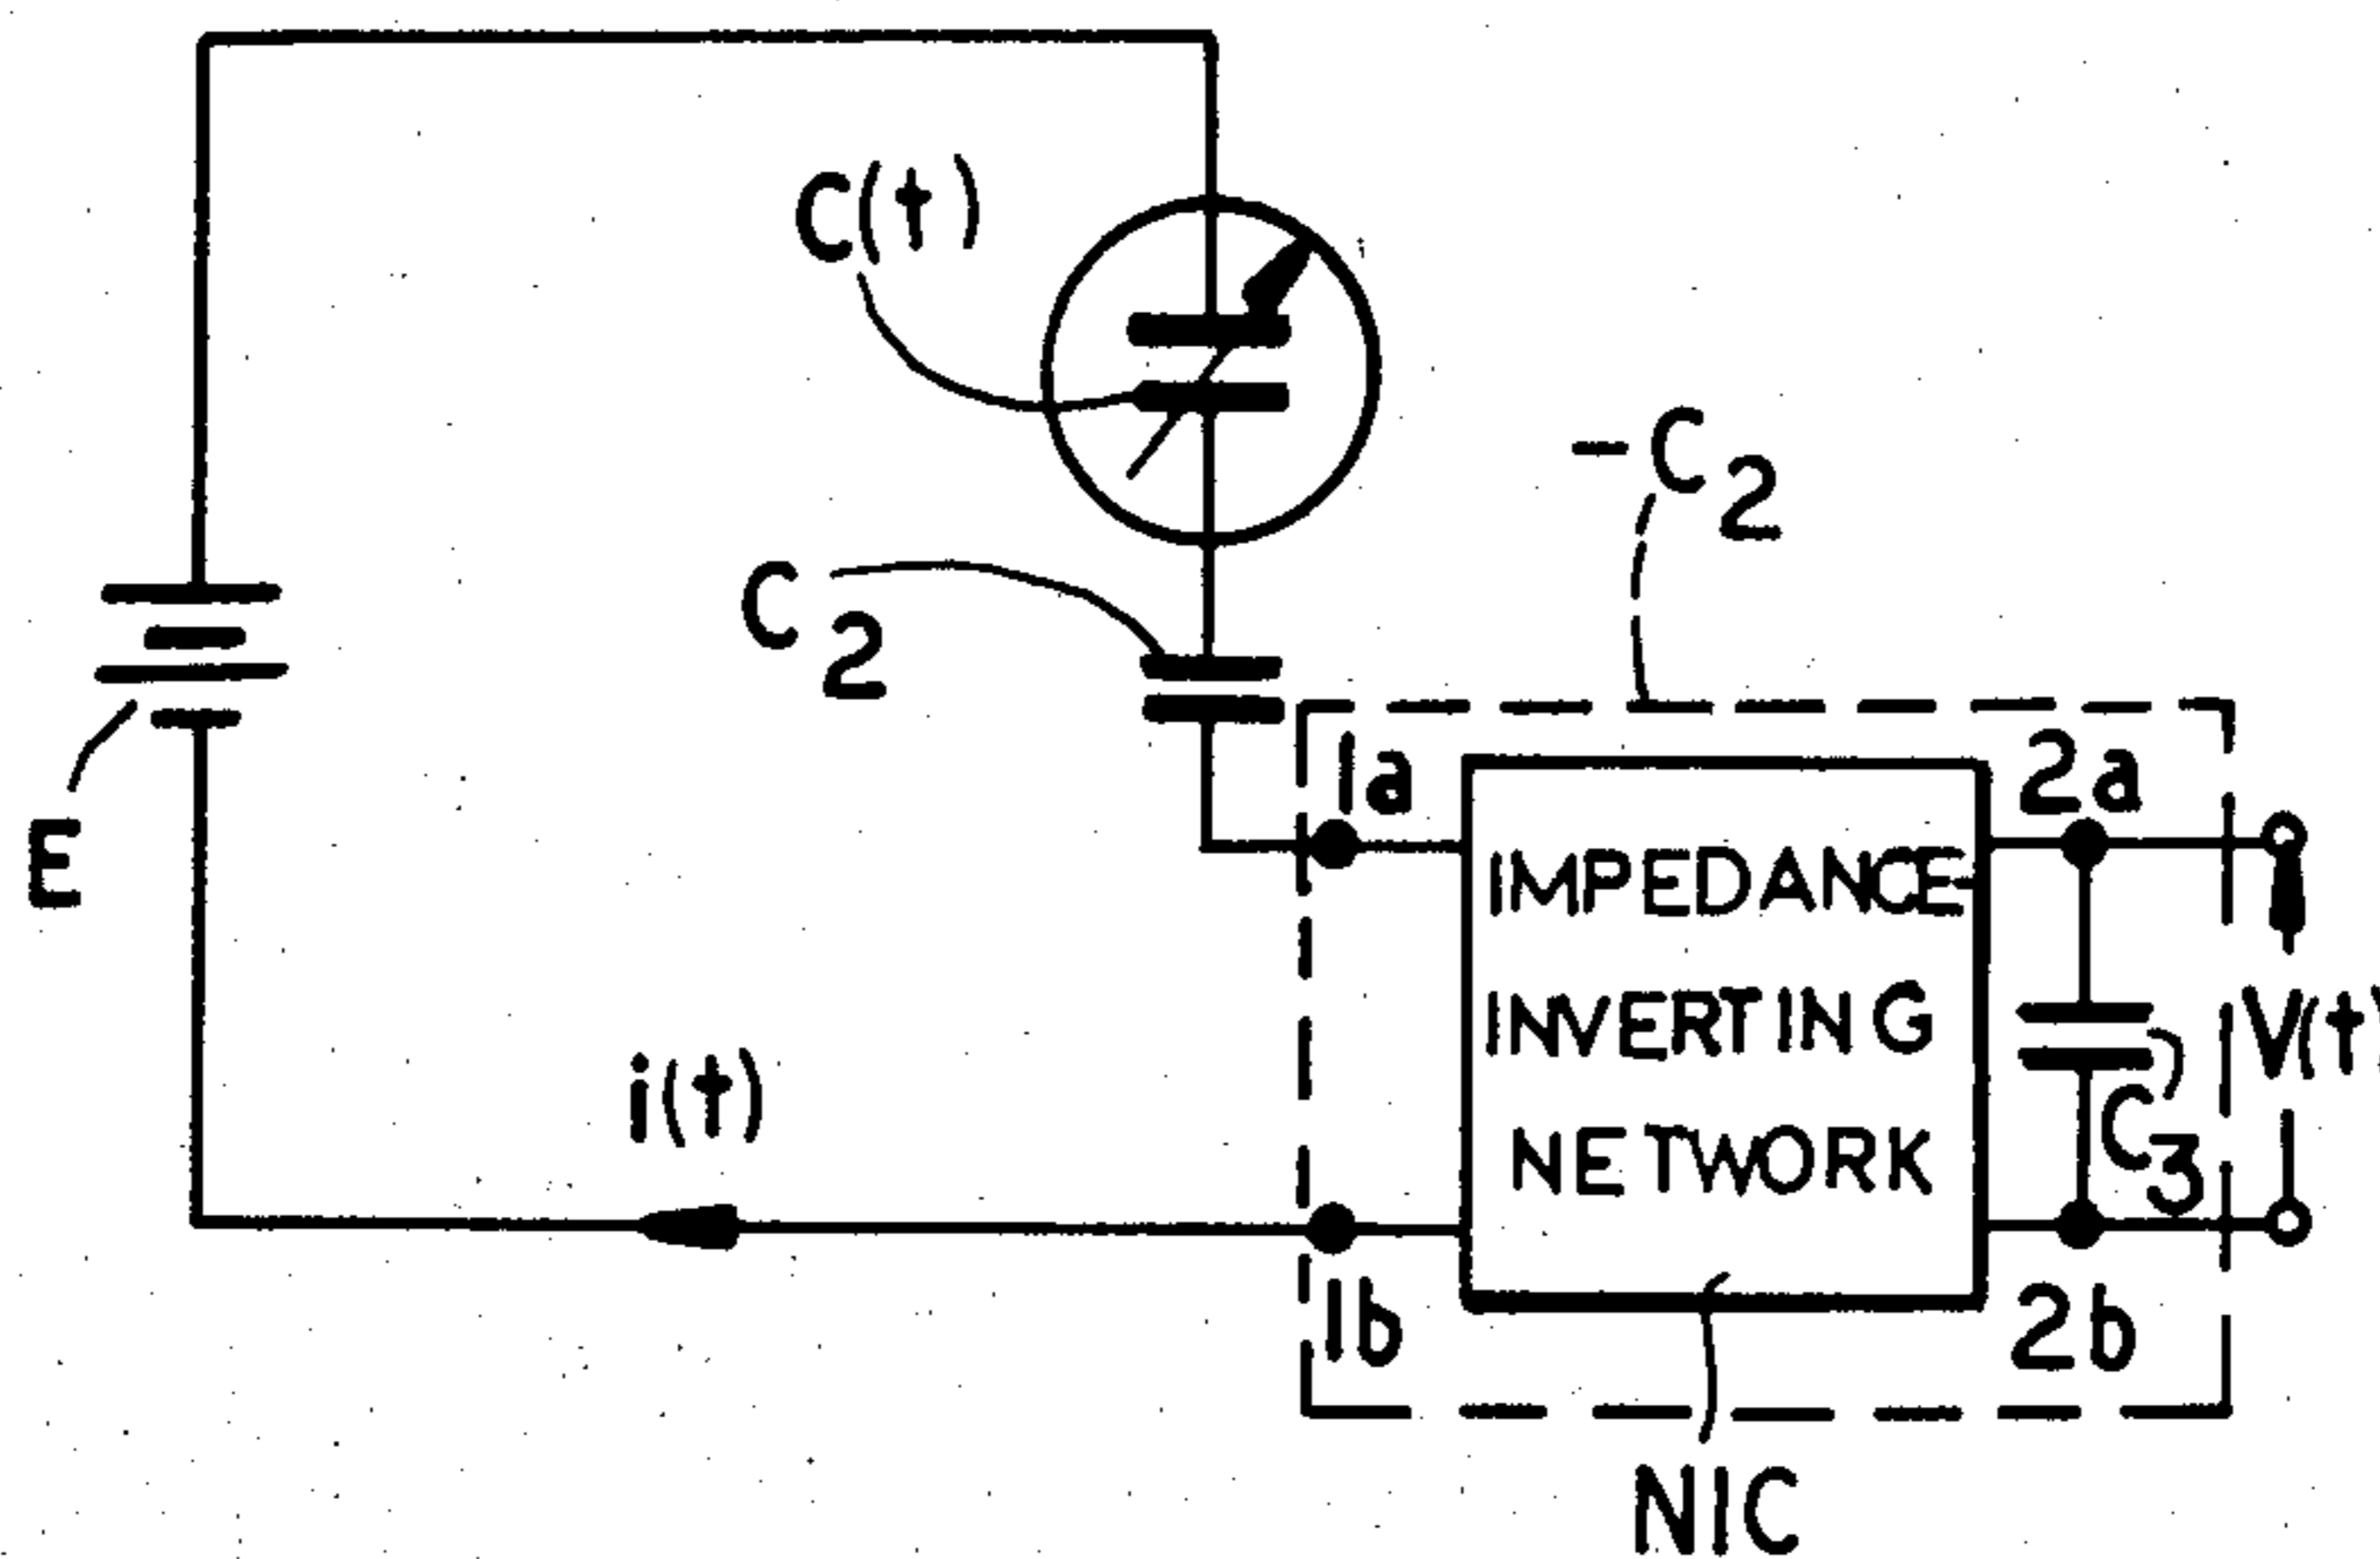 C(t)
-C2
C2
1a
2a
E
IMPEDANCE-
INVERTING
NETWORK
V(t)
i(t)
C3
1b
2b
NIC